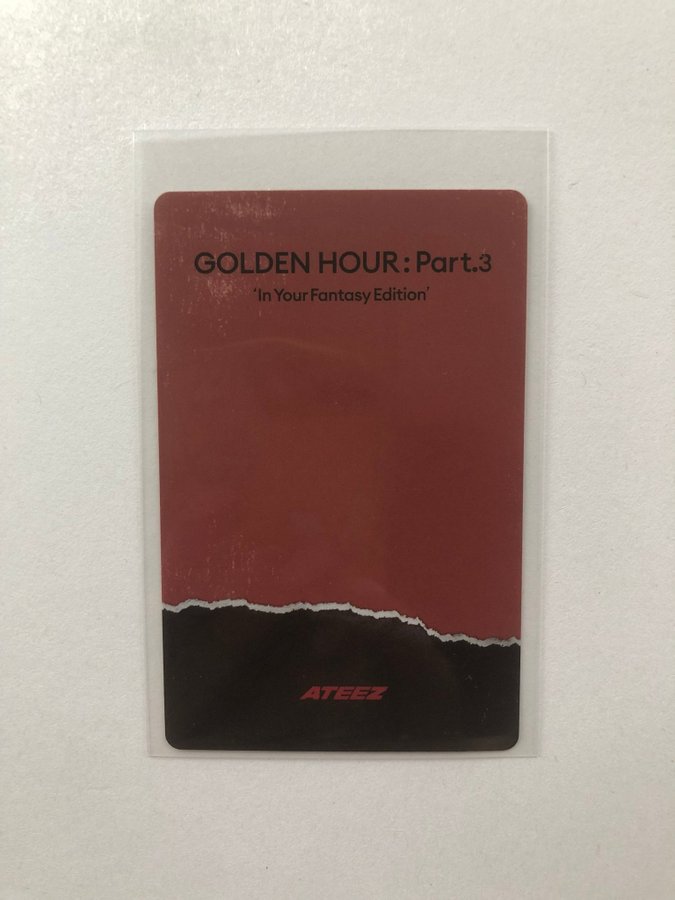 GOLDEN HOUR : Part.3
‘In Your Fantasy Edition’
ATEEZ